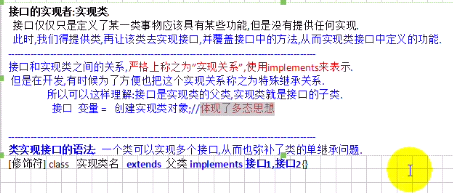 接口的实现者:实现类
接口仅仅只是定义了某一类事物应该具有某些功能,但是没有提供任何实现.
此时,我们得提供类,再让该类去实现接口,并覆盖接口中的方法,从而实现类接口中定义的功能.
接口和实现类之间的关系,严格上称之为"实现关系",使用implements来表示.
但是在开发,有时候为了方便也把这个实现关系称之为特殊继承关系.
所以可以这样理解:接口是实现类的父类,实现类就是接口的子类.
接口 变量 = 创建实现类对象;//体现了多态思想
类实现接口的语法: 一个类可以实现多个接口,从而也弥补了类的单继承问题.
[修饰符] class 实现类名 extends 父类 implements 接口1,接口2{}